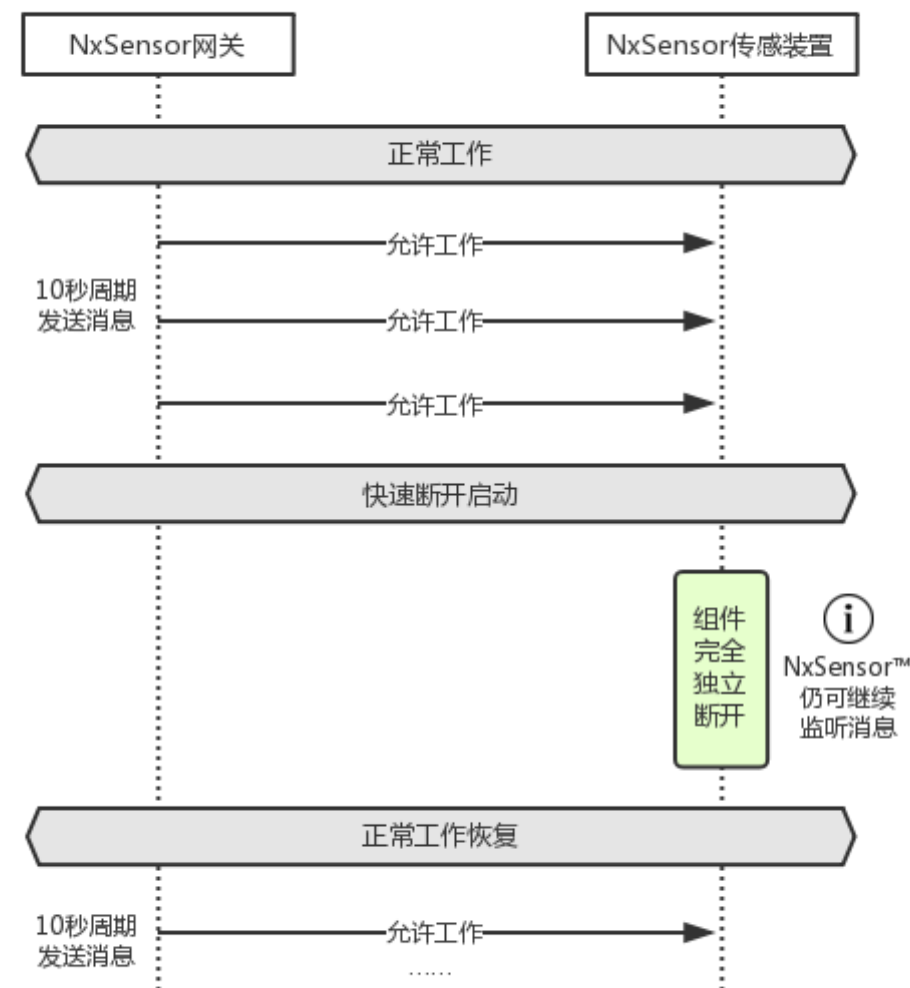 NxSensor网关
NxSensor传感装置
正常工作
允许工作
10秒周期
发送消息
允许工作
允许工作
快速断开启动
组件
完全
独立
断开
i
NxSensor™
仍可继续
监听消息
正常工作恢复
10秒周期
发送消息
允许工作
……